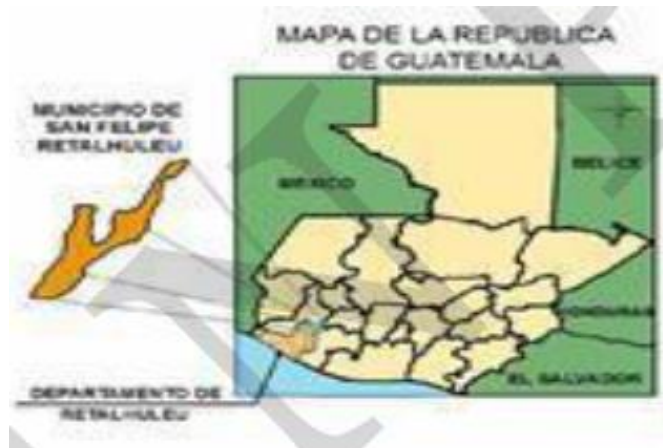 MAPA DE LA REPUBLICA
DE GUATEMALA
MUNICIPIO DE
SAN FELIPE
RETALHULEU
MEXICO
BELICE
HONDURAS
EL SALVADOR
DEPARTAMENTO DE
RETALHULEU